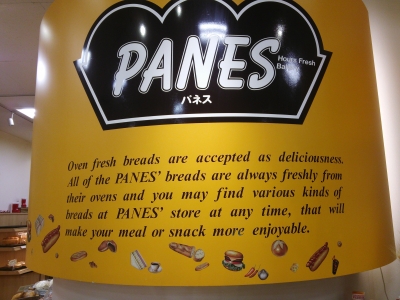 PANES
Hours Fresh
Bakery
パネス
Oven fresh breads are accepted as deliciousness.
All of the PANES' breads are always freshly from
their ovens and you may find various kinds of
breads at PANES' store at any time, that will
make your meal or snack more enjoyable.